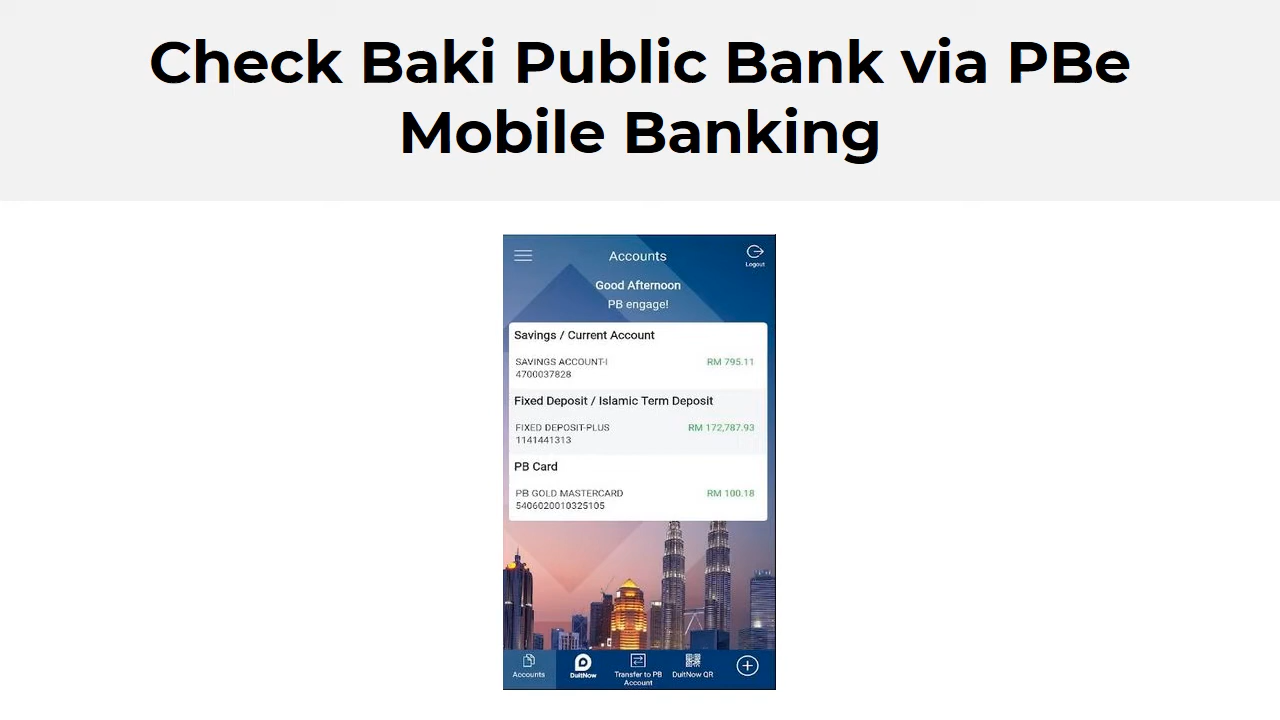 Check Baki Public Bank via PBe
Mobile Banking
Accounts
Logout
Good Afternoon
PB engage!
Savings / Current Account
SAVINGS ACCOUNT-I RM 795.11
4700037828
Fixed Deposit / Islamic Term Deposit
FIXED DEPOSIT-PLUS RM 172,787.93
1141441313
PB Card
PB GOLD MASTERCARD RM 100.18
5406020010325105
Accounts DuitNow Transfer to PB DuitNow QR
Account